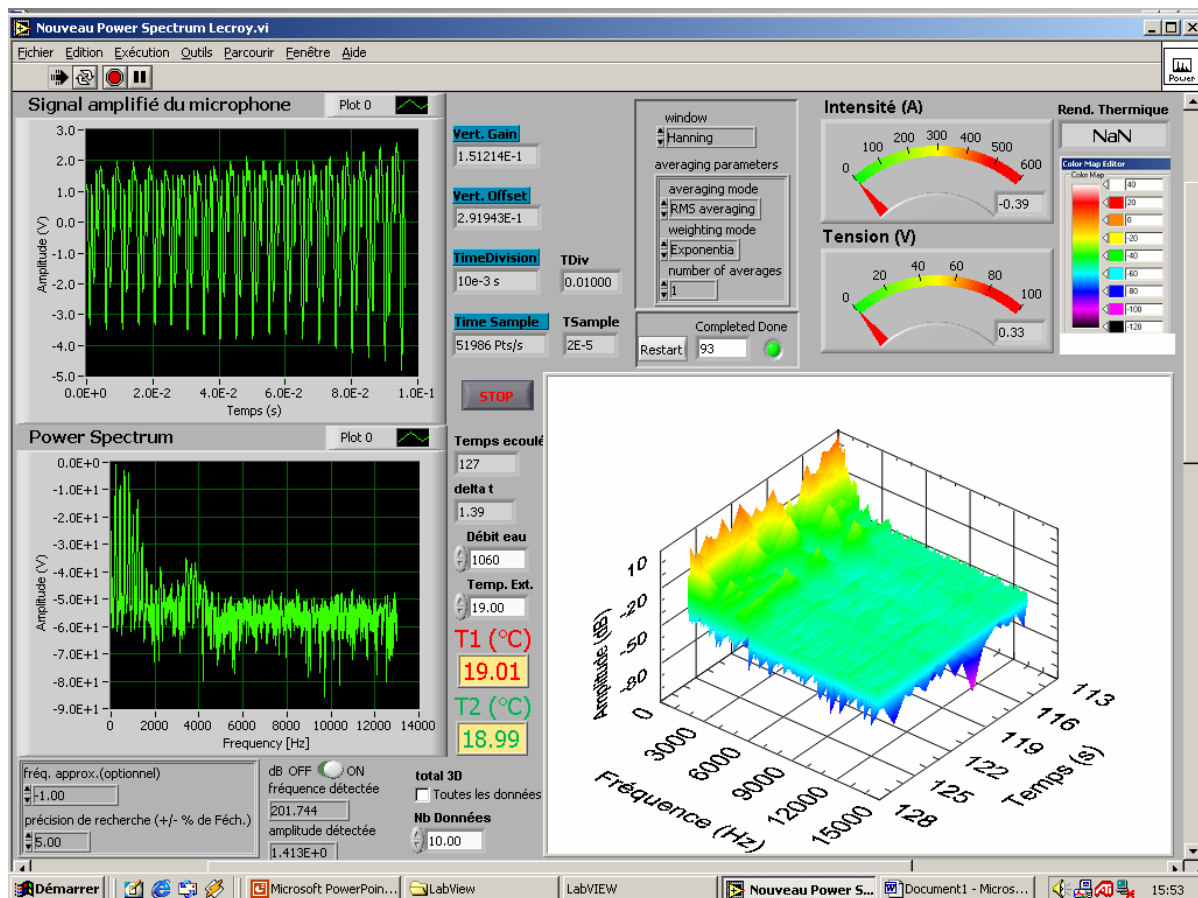 Nouveau Power Spectrum Lecroy.vi
Fichier Edition Exécution Outils Parcourir Fenêtre Aide
Power
Signal amplifié du microphone
Plot 0
Amplitude (V)
3.0
2.0
1.0
0.0
-1.0
-2.0
-3.0
-4.0
-5.0
0.0E+0 2.0E-2 4.0E-2 6.0E-2 8.0E-2 1.0E-1
Temps (s)
Vert. Gain
1.51214E-1
Vert. Offset
2.91943E-1
TimeDivision
10e-3 s
TDiv
0.01000
Time Sample
51986 Pts/s
TSample
2E-5
STOP
window
Hanning
averaging parameters
averaging mode
RMS averaging
weighting mode
Exponentia
number of averages
1
Completed Done
Restart 93
Intensité (A)
0 100 200 300 400 500 600
-0.39
Tension (V)
0 20 40 60 80 100
0.33
Rend. Thermique
NaN
Color Map Editor
Color Map
40
20
0
-20
-40
-60
-80
-100
-120
Power Spectrum
Plot 0
Amplitude (V)
0.0E+0
-1.0E+1
-2.0E+1
-3.0E+1
-4.0E+1
-5.0E+1
-6.0E+1
-7.0E+1
-8.0E+1
-9.0E+1
0 2000 4000 6000 8000 10000 12000 14000
Frequency [Hz]
Temps ecoulé
127
delta t
1.39
Débit eau
1060
Temp. Ext.
19.00
T1 (°C)
19.01
T2 (°C)
18.99
Amplitude (dB)
10
-20
-50
-80
0 3000 6000 9000 12000 15000
Fréquence (Hz)
113
116
119
122
125
128
Temps (s)
fréq. approx.(optionnel)
-1.00
précision de recherche (+/- % de Féch.)
5.00
dB OFF ON
fréquence détectée
201.744
amplitude détectée
1.413E+0
total 3D
Toutes les données
Nb Données
10.00
Démarrer
Microsoft PowerPoin...
LabView
LabVIEW
Nouveau Power S...
Document1 - Micros...
15:53